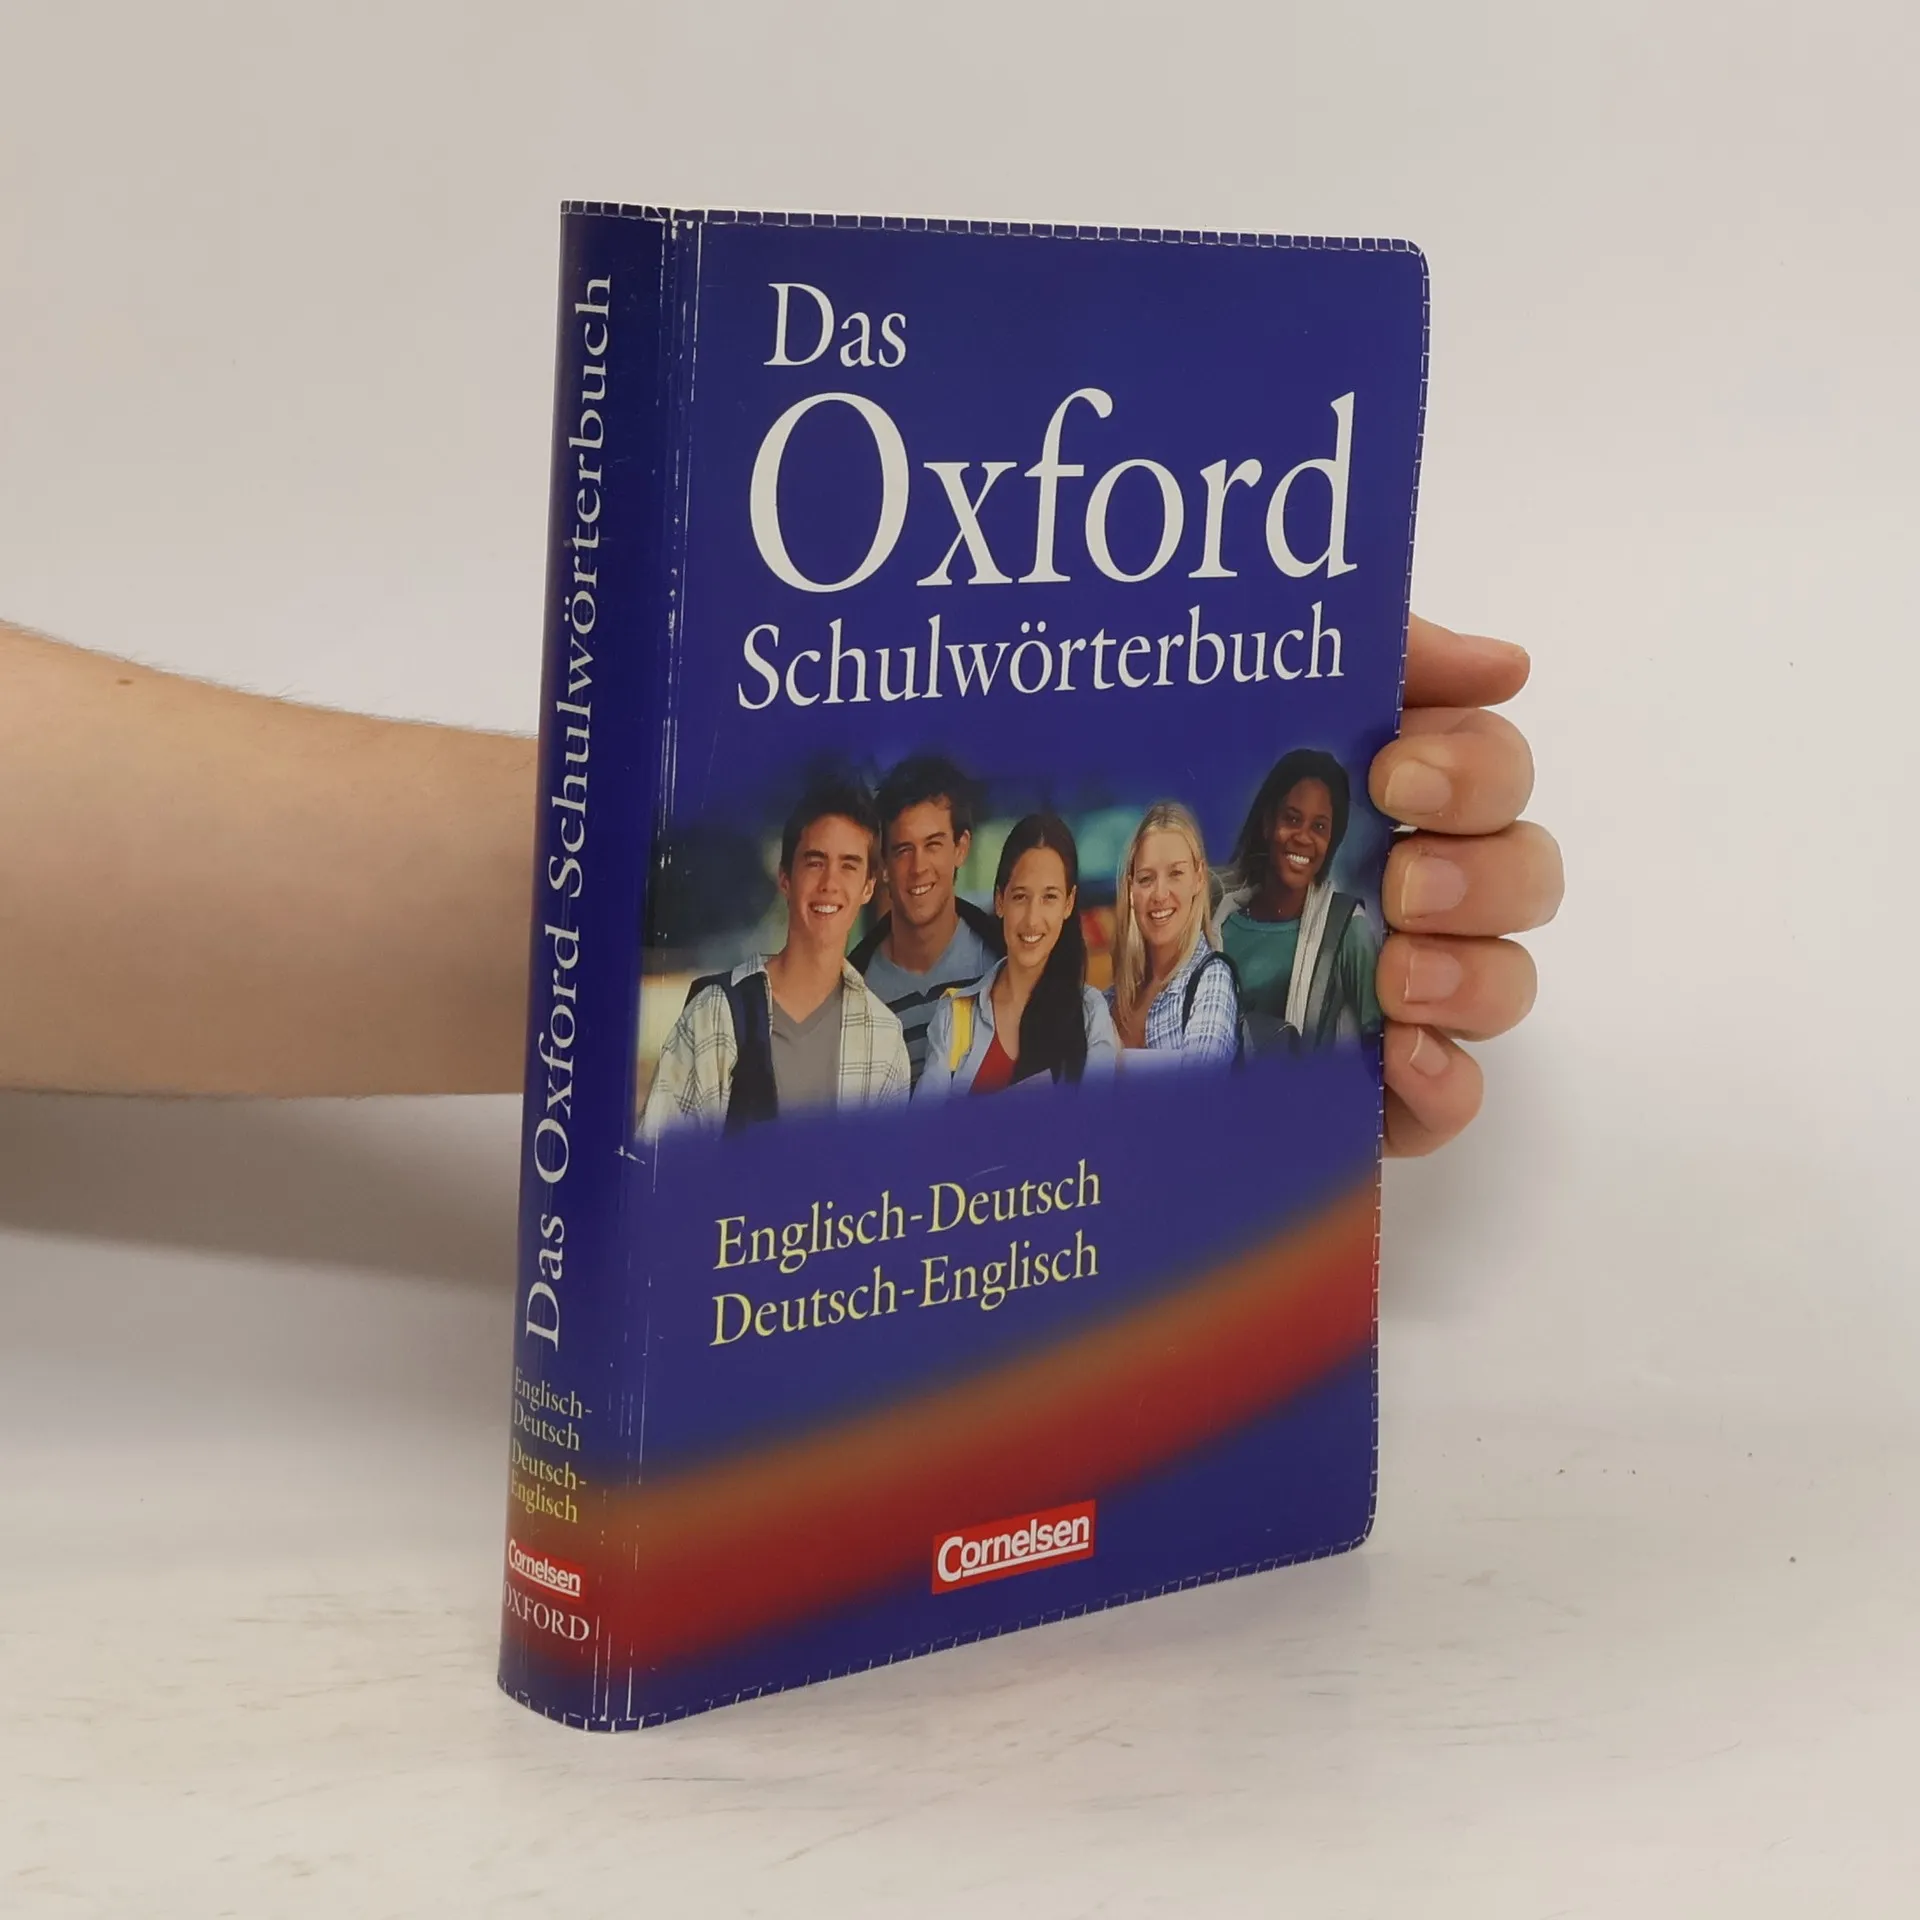 Das
Oxford
Schulwörterbuch
Englisch-Deutsch
Deutsch-Englisch
Cornelsen
Das Oxford Schulwörterbuch
Englisch-
Deutsch
Deutsch-
Englisch
Cornelsen
OXFORD